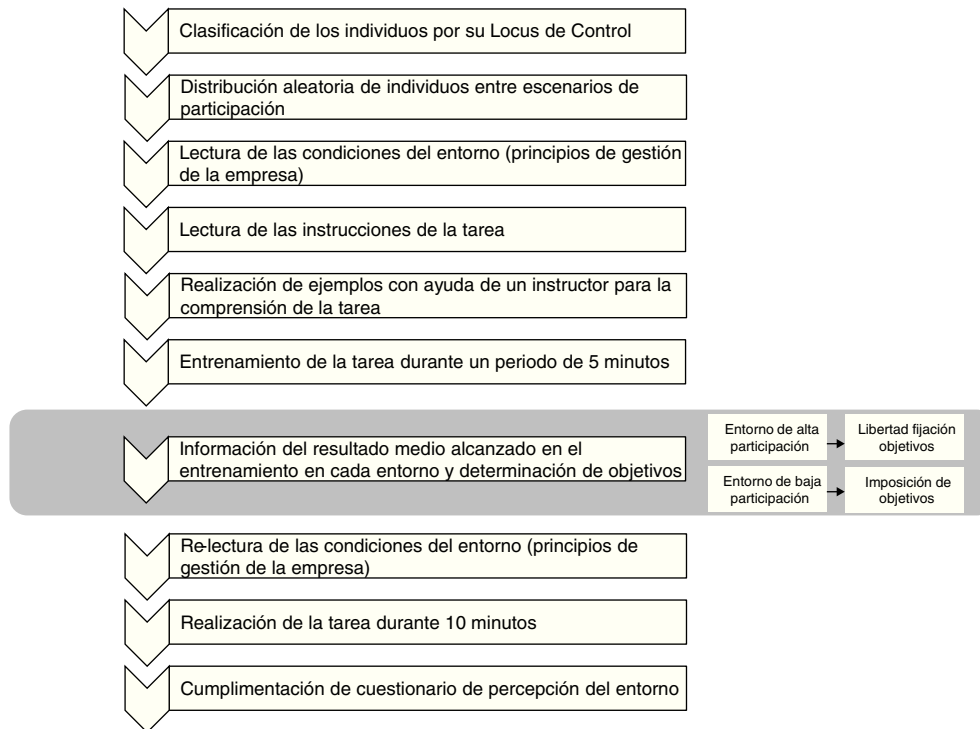 Clasificación de los individuos por su Locus de Control
Distribución aleatoria de individuos entre escenarios de
participación
Lectura de las condiciones del entorno (principios de gestión
de la empresa)
Lectura de las instrucciones de la tarea
Realización de ejemplos con ayuda de un instructor para la
comprensión de la tarea
Entrenamiento de la tarea durante un periodo de 5 minutos
Información del resultado medio alcanzado en el
entrenamiento en cada entorno y determinación de objetivos
Entorno de alta
participación
Libertad fijación
objetivos
Entorno de baja
participación
Imposición de
objetivos
Re-lectura de las condiciones del entorno (principios de
gestión de la empresa)
Realización de la tarea durante 10 minutos
Cumplimentación de cuestionario de percepción del entorno